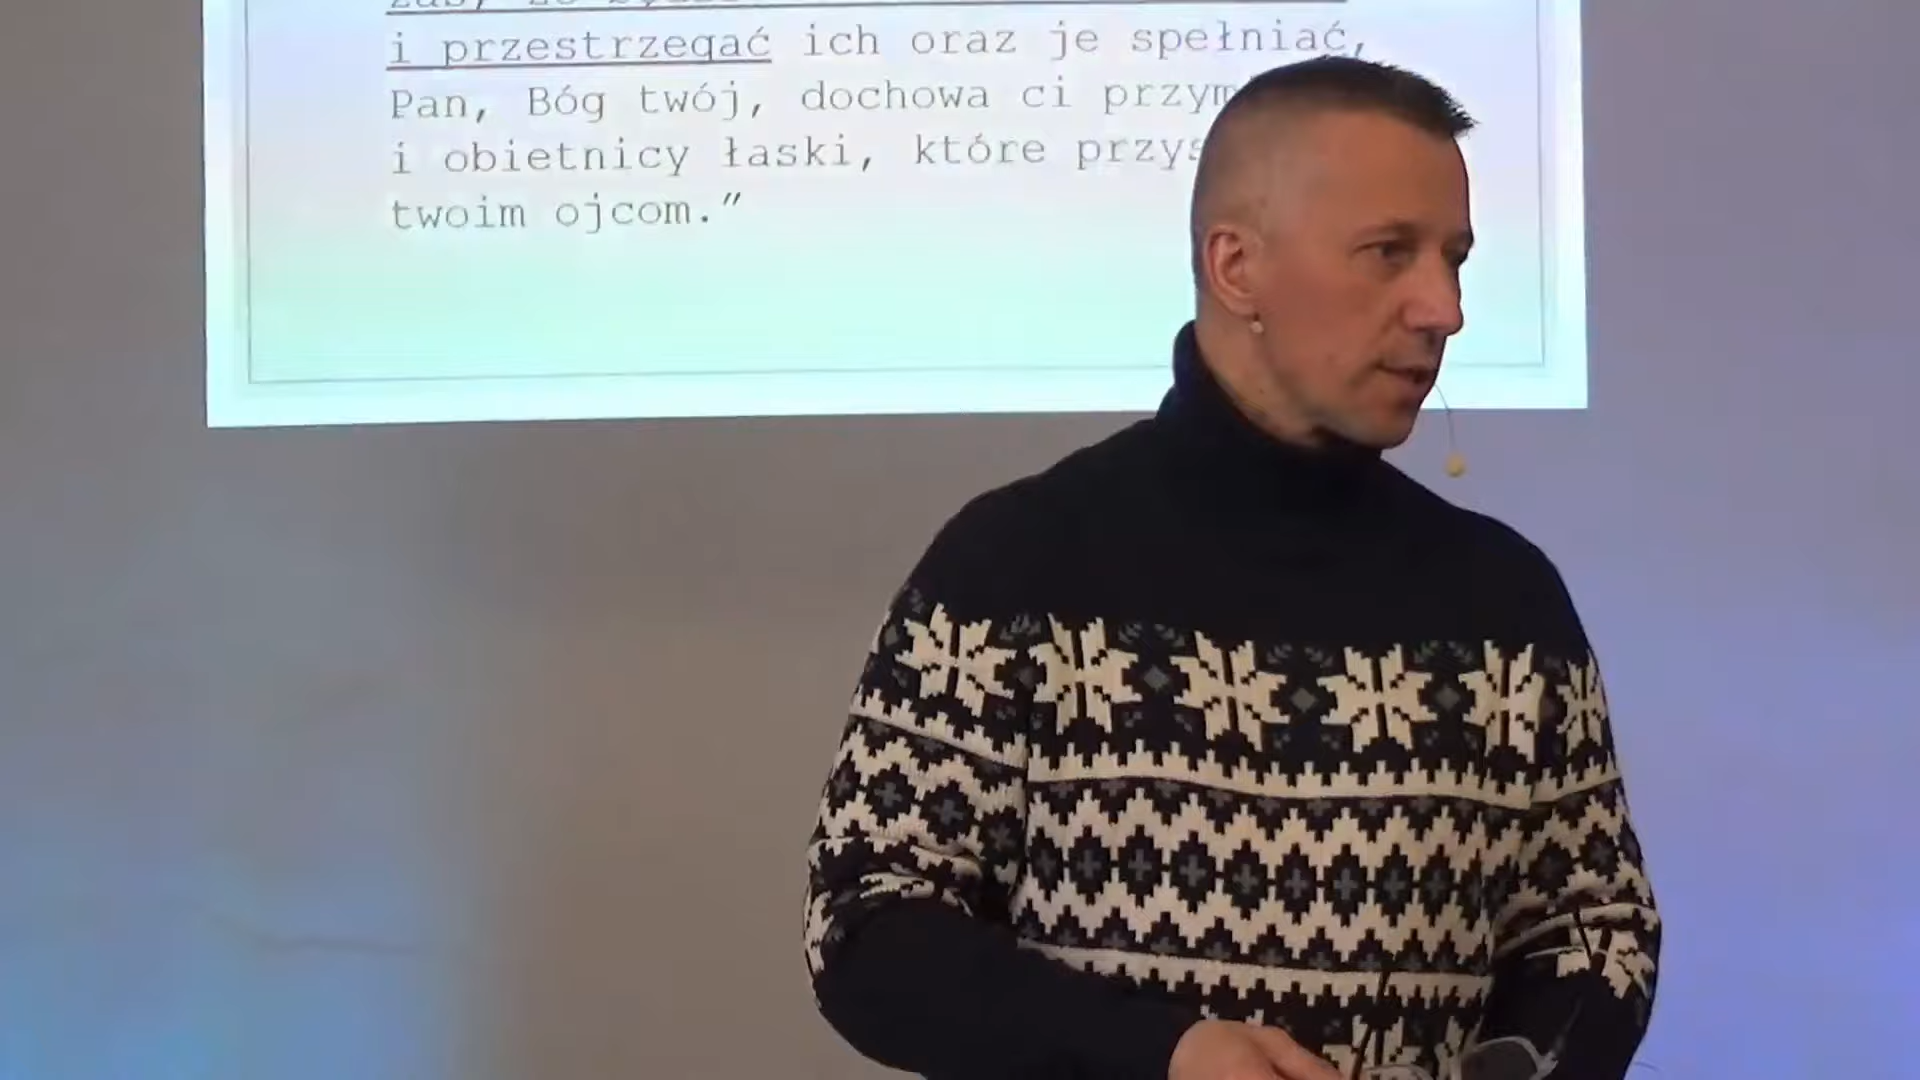 i przestrzegać ich oraz je spełniać,
Pan, Bóg twój, dochowa ci
i obietnicy łaski, które
twoim ojcom.”